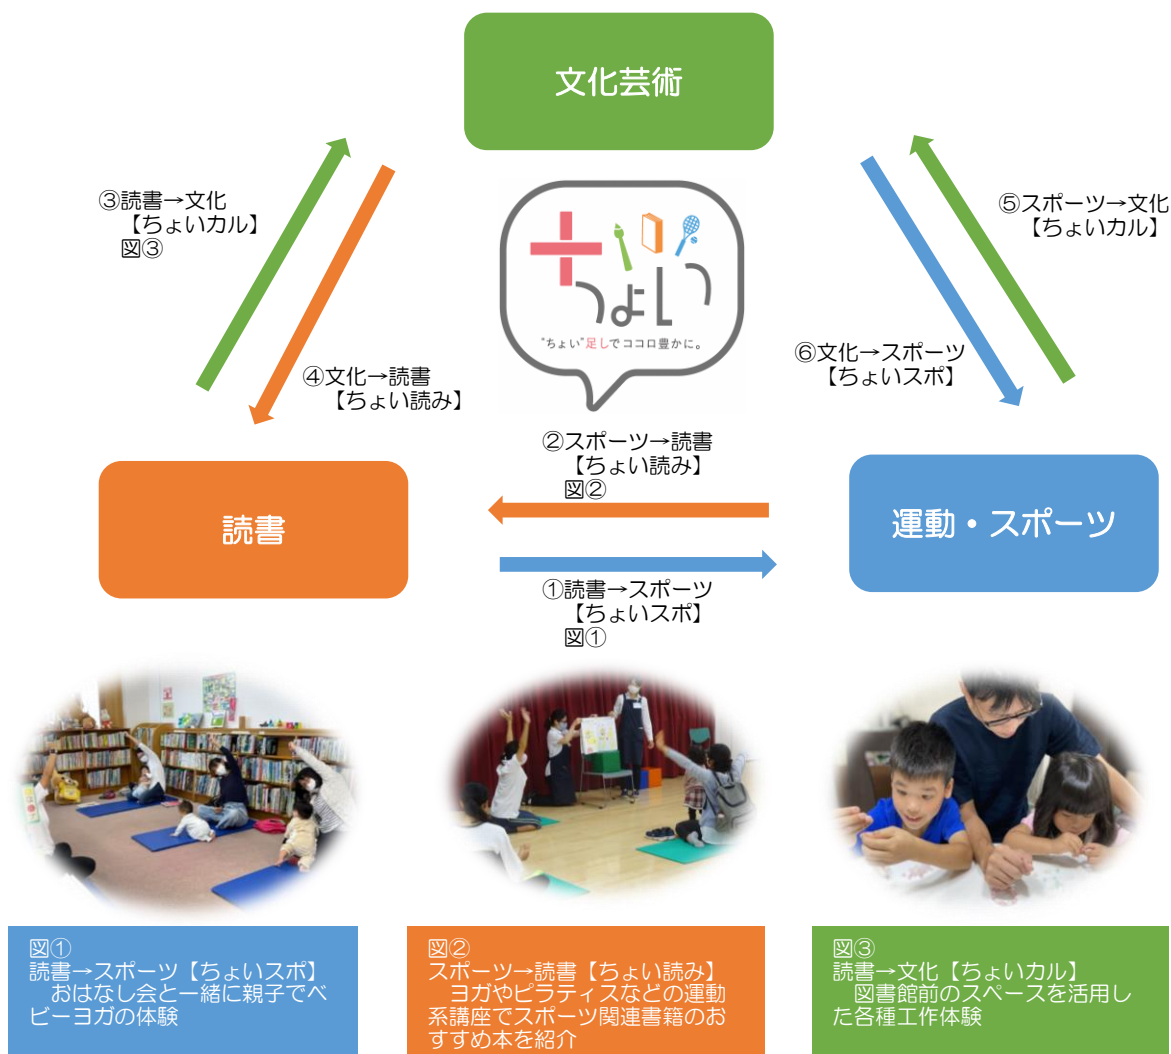 文化芸術
③読書→文化
【ちょいカル】
図③
⑤スポーツ→文化
【ちょいカル】
+ちょい
"ちょい"足しでココロ豊かに。
④文化→読書
【ちょい読み】
⑥文化→スポーツ
【ちょいスポ】
②スポーツ→読書
【ちょい読み】
図②
読書
運動・スポーツ
①読書→スポーツ
【ちょいスポ】
図①
図①
読書→スポーツ【ちょいスポ】
おはなし会と一緒に親子でベ
ビーヨガの体験
図②
スポーツ→読書【ちょい読み】
ヨガやピラティスなどの運動
系講座でスポーツ関連書籍のお
すすめ本を紹介
図③
読書→文化【ちょいカル】
図書館前のスペースを活用し
た各種工作体験